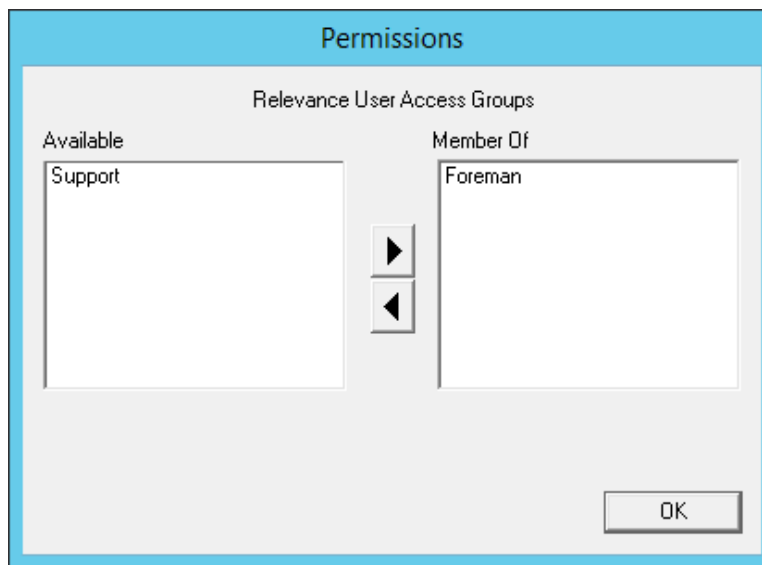 Permissions
Relevance User Access Groups
Available
Member Of
Support
Foreman
OK